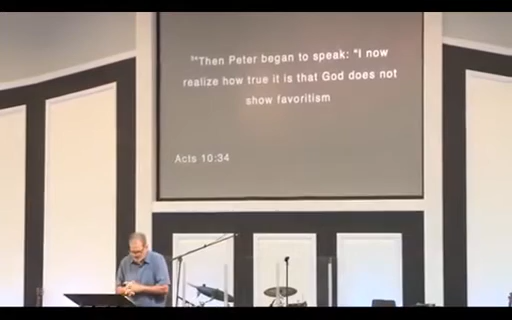 ³⁴Then Peter began to speak: "I now
realize how true it is that God does not
show favoritism
Acts 10:34